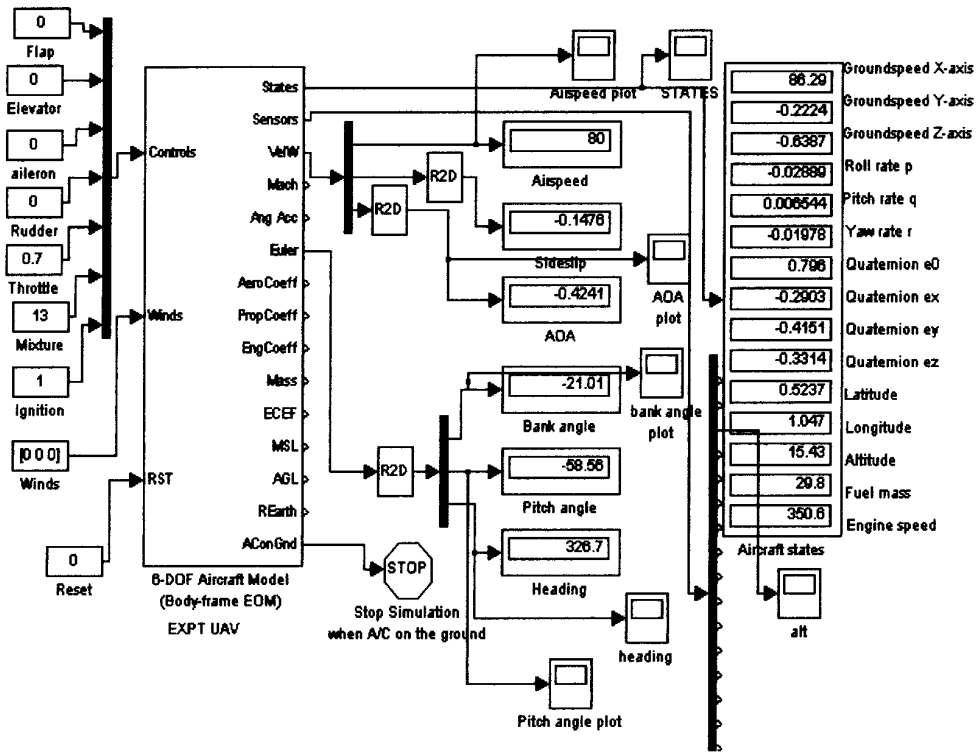 0
Flap
0
Elevator
0
aileron
0
Rudder
0.7
Throttle
13
Mixture
1
Ignition
[0 0 0]
Winds
0
Reset
Controls
Winds
RST
States
Sensors
VelW
Mach
Ang Acc
Euler
AeroCoeff
PropCoeff
EngCoeff
Mass
ECEF
MSL
AGL
REarth
AConGnd
6-DOF Aircraft Model
(Body-frame EOM)
EXPT UAV
STOP
Stop Simulation
when A/C on the ground
R2D
R2D
R2D
Airspeed plot
STATES
80
Airspeed
-0.1476
Sideslip
-0.4241
AOA
AOA
plot
-21.01
Bank angle
bank angle
plot
-58.56
Pitch angle
326.7
Heading
heading
Pitch angle plot
86.29
Groundspeed X-axis
-0.2224
Groundspeed Y-axis
-0.6387
Groundspeed Z-axis
-0.02889
Roll rate p
0.006544
Pitch rate q
-0.01978
Yaw rate r
0.796
Quaternion e0
-0.2903
Quaternion ex
-0.4151
Quaternion ey
-0.3314
Quaternion ez
0.5237
Latitude
1.047
Longitude
15.43
Altitude
29.8
Fuel mass
350.6
Engine speed
Aircraft states
alt